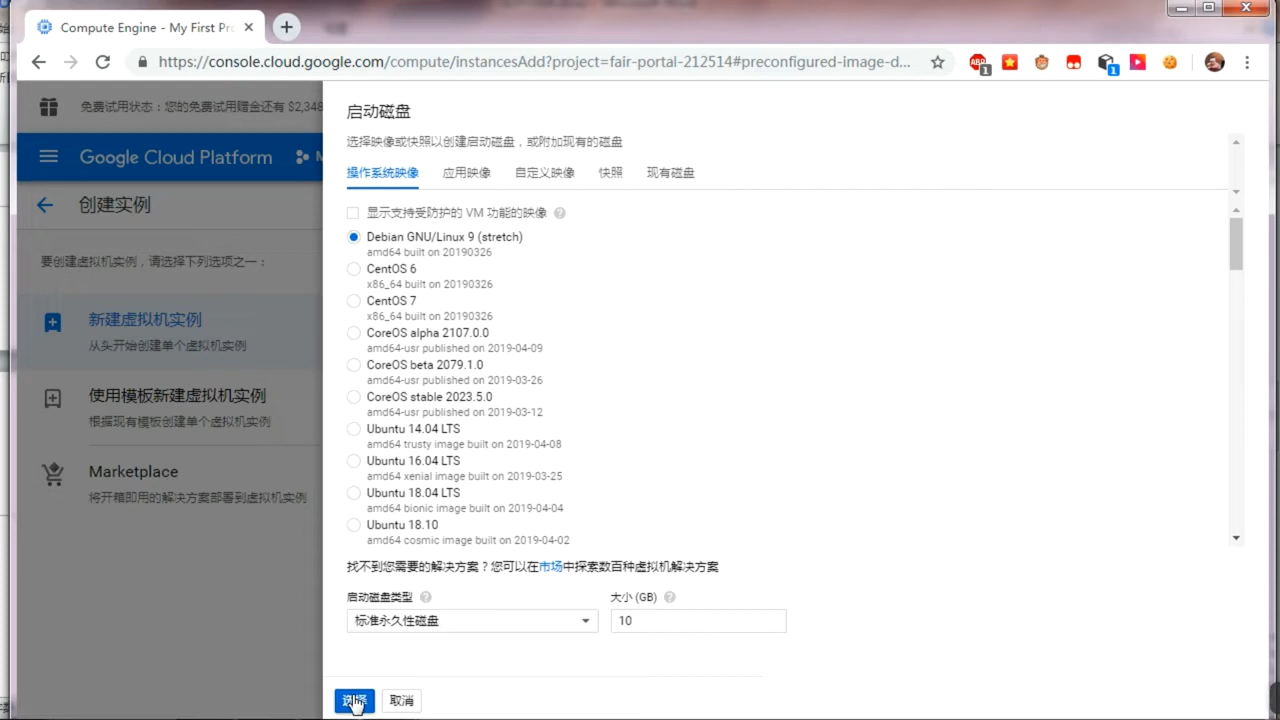 Compute Engine - My First Pr
https://console.cloud.google.com/compute/instancesAdd?project=fair-portal-212514#preconfigured-image-d...
ABP
1
1
免费试用状态：您的免费试用赠金还有 $2,348
Google Cloud Platform
创建实例
要创建虚拟机实例，请选择下列选项之一：
新建虚拟机实例
从头开始创建单个虚拟机实例
使用模板新建虚拟机实例
根据现有模板创建单个虚拟机实例
Marketplace
将开箱即用的解决方案部署到虚拟机实例
启动磁盘
选择映像或快照以创建启动磁盘，或附加现有的磁盘
操作系统映像 应用映像 自定义映像 快照 现有磁盘
显示支持受防护的 VM 功能的映像
Debian GNU/Linux 9 (stretch)
amd64 built on 20190326
CentOS 6
x86_64 built on 20190326
CentOS 7
x86_64 built on 20190326
CoreOS alpha 2107.0.0
amd64-usr published on 2019-04-09
CoreOS beta 2079.1.0
amd64-usr published on 2019-03-26
CoreOS stable 2023.5.0
amd64-usr published on 2019-03-12
Ubuntu 14.04 LTS
amd64 trusty image built on 2019-04-08
Ubuntu 16.04 LTS
amd64 xenial image built on 2019-03-25
Ubuntu 18.04 LTS
amd64 bionic image built on 2019-04-04
Ubuntu 18.10
amd64 cosmic image built on 2019-04-02
找不到您需要的解决方案？您可以在市场中探索数百种虚拟机解决方案
启动磁盘类型 大小 (GB)
标准永久性磁盘 10
选择 取消